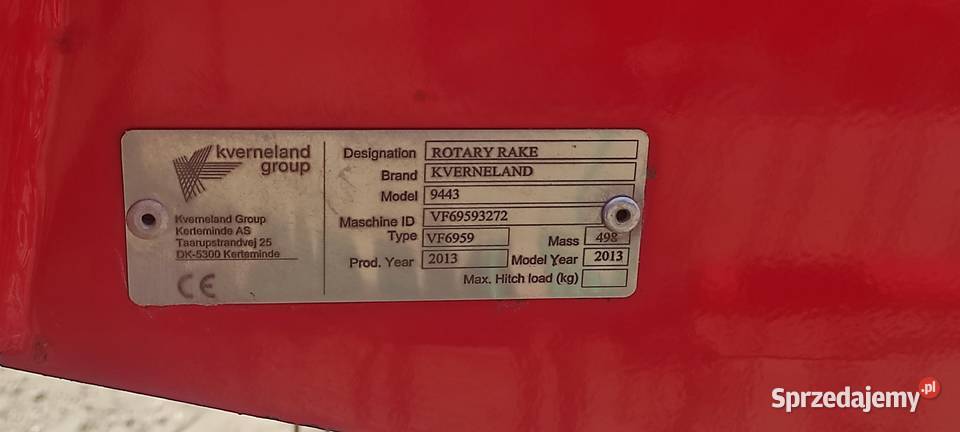 kverneland
group
Kverneland Group
Kerteminde AS
Taarupstrandvej 25
DK-5300 Kerteminde
CE
Designation ROTARY RAKE
Brand KVERNELAND
Model 9443
Maschine ID VF69593272
Type VF6959 Mass 498
Prod. Year 2013 Model Year 2013
Max. Hitch load (kg)
Sprzedajemy.pl